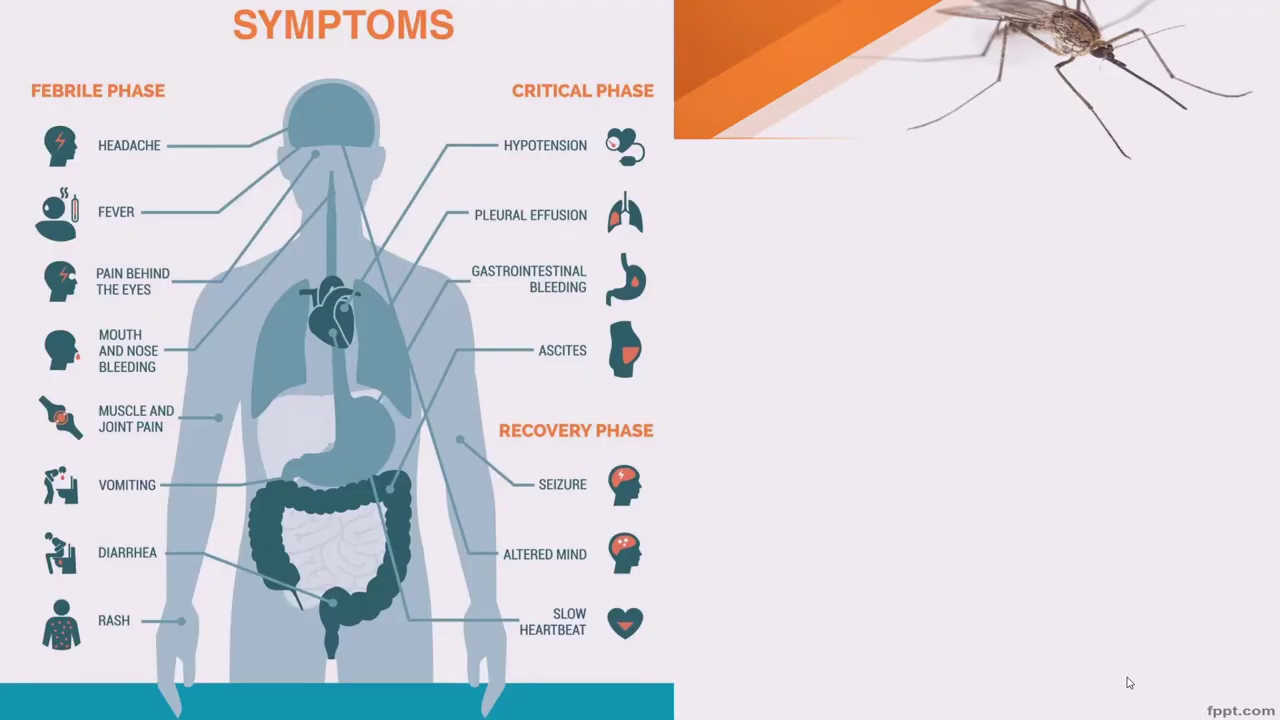 SYMPTOMS
FEBRILE PHASE
HEADACHE
FEVER
PAIN BEHIND
THE EYES
MOUTH
AND NOSE
BLEEDING
MUSCLE AND
JOINT PAIN
VOMITING
DIARRHEA
RASH
CRITICAL PHASE
HYPOTENSION
PLEURAL EFFUSION
GASTROINTESTINAL
BLEEDING
ASCITES
RECOVERY PHASE
SEIZURE
ALTERED MIND
SLOW
HEARTBEAT
fppt.com